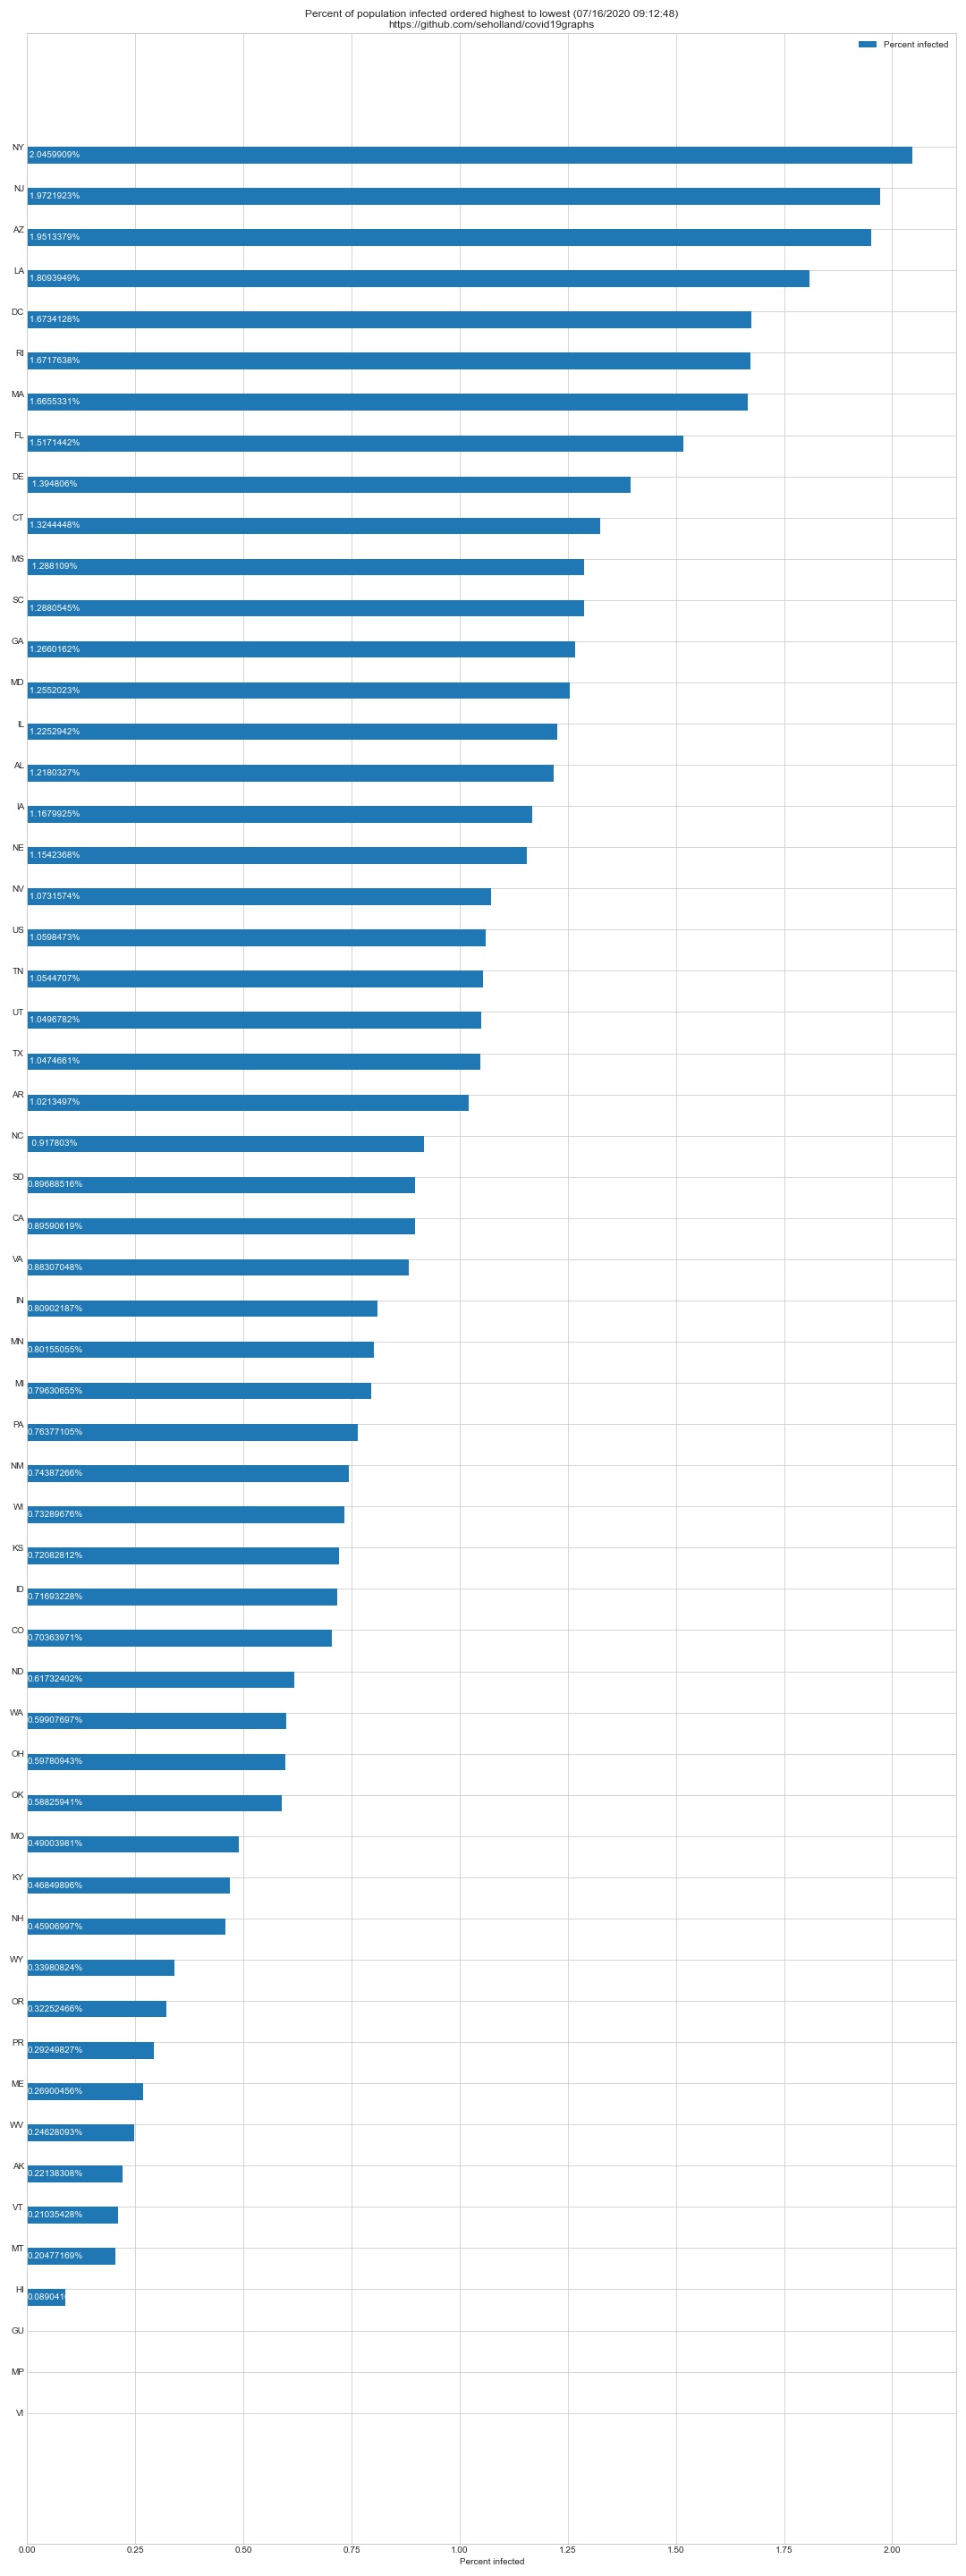 Percent of population infected ordered highest to lowest (07/16/2020 09:12:48)
https://github.com/seholland/covid19graphs
Percent infected
NY 2.0459909%
NJ 1.9721923%
AZ 1.9513379%
LA 1.8093949%
DC 1.6734128%
RI 1.6717638%
MA 1.6655331%
FL 1.5171442%
DE 1.394806%
CT 1.3244448%
MS 1.288109%
SC 1.2880545%
GA 1.2660162%
MD 1.2552023%
IL 1.2252942%
AL 1.2180327%
IA 1.1679925%
NE 1.1542368%
NV 1.0731574%
US 1.0598473%
TN 1.0544707%
UT 1.0496782%
TX 1.0474661%
AR 1.0213497%
NC 0.917803%
SD 0.89688516%
CA 0.89590619%
VA 0.88307048%
IN 0.80902187%
MN 0.80155055%
MI 0.79630655%
PA 0.76377105%
NM 0.74387266%
WI 0.73289676%
KS 0.72082812%
ID 0.71693228%
CO 0.70363971%
ND 0.61732402%
WA 0.59907697%
OH 0.59780943%
OK 0.58825941%
MO 0.49003981%
KY 0.46849896%
NH 0.45906997%
WY 0.33980824%
OR 0.32252466%
PR 0.29249827%
ME 0.26900456%
WV 0.24628093%
AK 0.22138308%
VT 0.21035428%
MT 0.20477169%
HI
GU
MP
VI
0.00 0.25 0.50 0.75 1.00 1.25 1.50 1.75 2.00
Percent infected